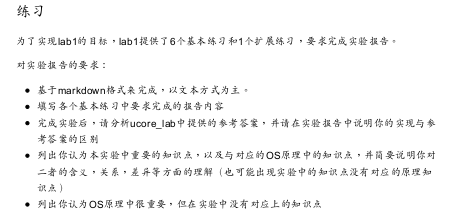 练习
为了实现lab1的目标，lab1提供了6个基本练习和1个扩展练习，要求完成实验报告。
对实验报告的要求：
• 基于markdown格式来完成，以文本方式为主。
• 填写各个基本练习中要求完成的报告内容
• 完成实验后，请分析ucore_lab中提供的参考答案，并请在实验报告中说明你的实现与参
考答案的区别
• 列出你认为本实验中重要的知识点，以及与对应的OS原理中的知识点，并简要说明你对
二者的含义，关系，差异等方面的理解（也可能出现实验中的知识点没有对应的原理知
识点）
• 列出你认为OS原理中很重要，但在实验中没有对应上的知识点